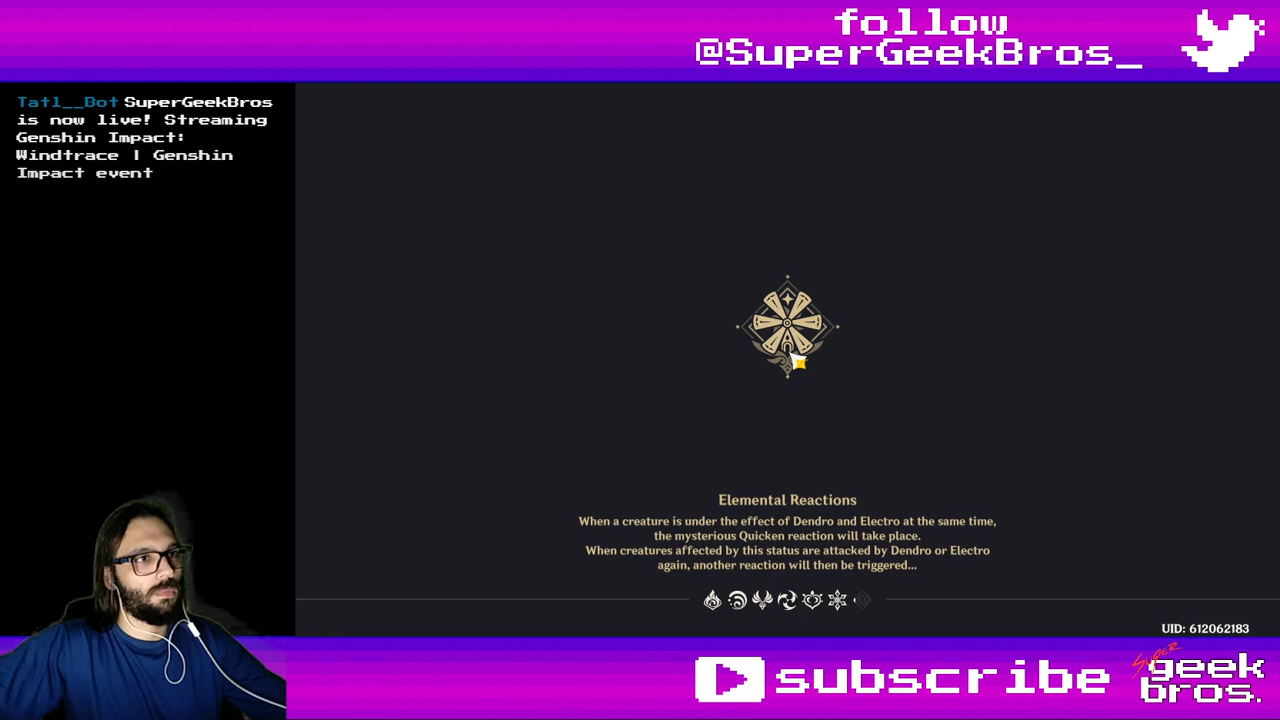 follow
@SuperGeekBros_
Tatl__Bot SuperGeekBros
is now live! Streaming
Genshin Impact:
Windtrace | Genshin
Impact event
Elemental Reactions
When a creature is under the effect of Dendro and Electro at the same time,
the mysterious Quicken reaction will take place.
When creatures affected by this status are attacked by Dendro or Electro
again, another reaction will then be triggered...
UID: 612062183
subscribe
SUPER
geek
bros.